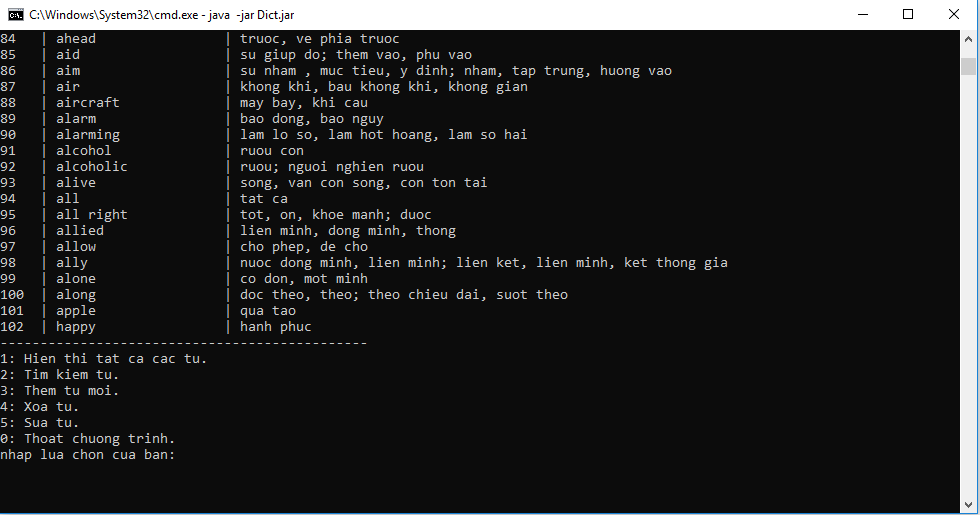 C:\Windows\System32\cmd.exe - java  -jar Dict.jar
84   | ahead                | truoc, ve phia truoc
85   | aid                  | su giup do; them vao, phu vao
86   | aim                  | su nham , muc tieu, y dinh; nham, tap trung, huong vao
87   | air                  | khong khi, bau khong khi, khong gian
88   | aircraft             | may bay, khi cau
89   | alarm                | bao dong, bao nguy
90   | alarming             | lam lo so, lam hot hoang, lam so hai
91   | alcohol              | ruou con
92   | alcoholic            | ruou; nguoi nghien ruou
93   | alive                | song, van con song, con ton tai
94   | all                  | tat ca
95   | all right            | tot, on, khoe manh; duoc
96   | allied               | lien minh, dong minh, thong
97   | allow                | cho phep, de cho
98   | ally                 | nuoc dong minh, lien minh; lien ket, lien minh, ket thong gia
99   | alone                | co don, mot minh
100  | along                | doc theo, theo; theo chieu dai, suot theo
101  | apple                | qua tao
102  | happy                | hanh phuc
----------------------------------------------
1: Hien thi tat ca cac tu.
2: Tim kiem tu.
3: Them tu moi.
4: Xoa tu.
5: Sua tu.
0: Thoat chuong trinh.
nhap lua chon cua ban: